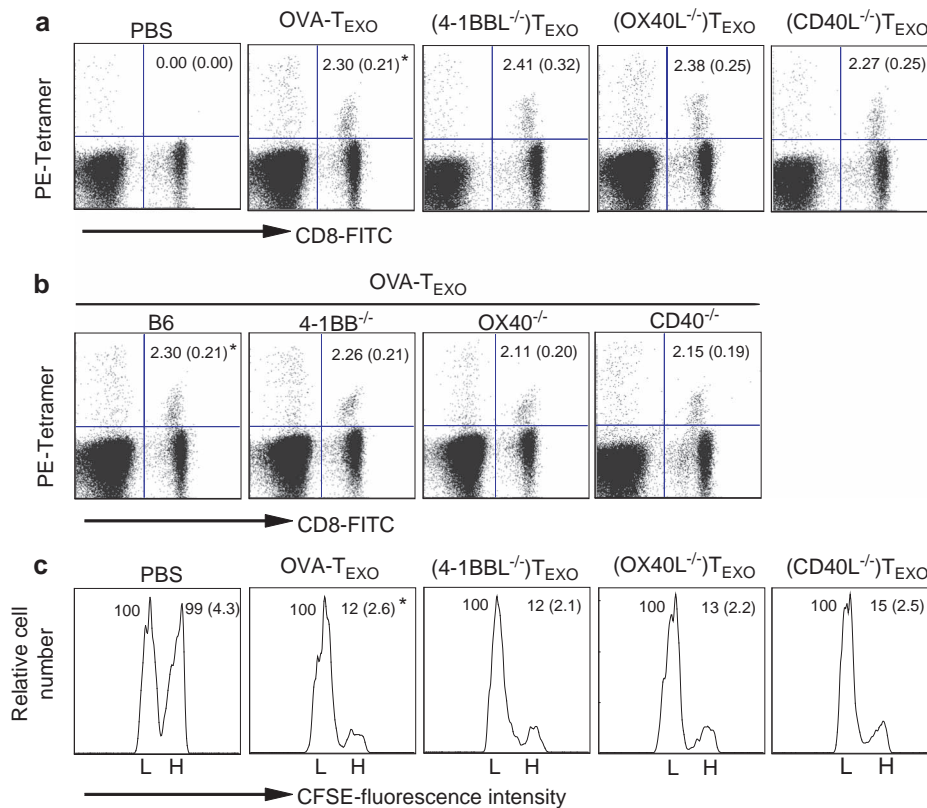 a
PBS
OVA-TEXO
(4-1BBL-/-)TEXO
(OX40L-/-)TEXO
(CD40L-/-)TEXO
0.00 (0.00)
2.30 (0.21)*
2.41 (0.32)
2.38 (0.25)
2.27 (0.25)
PE-Tetramer
CD8-FITC
b
OVA-TEXO
B6
4-1BB-/-
OX40-/-
CD40-/-
2.30 (0.21)*
2.26 (0.21)
2.11 (0.20)
2.15 (0.19)
PE-Tetramer
CD8-FITC
c
PBS
OVA-TEXO
(4-1BBL-/-)TEXO
(OX40L-/-)TEXO
(CD40L-/-)TEXO
100 99 (4.3)
100 12 (2.6) *
100 12 (2.1)
100 13 (2.2)
100 15 (2.5)
Relative cell
number
L H
L H
L H
L H
L H
CFSE-fluorescence intensity